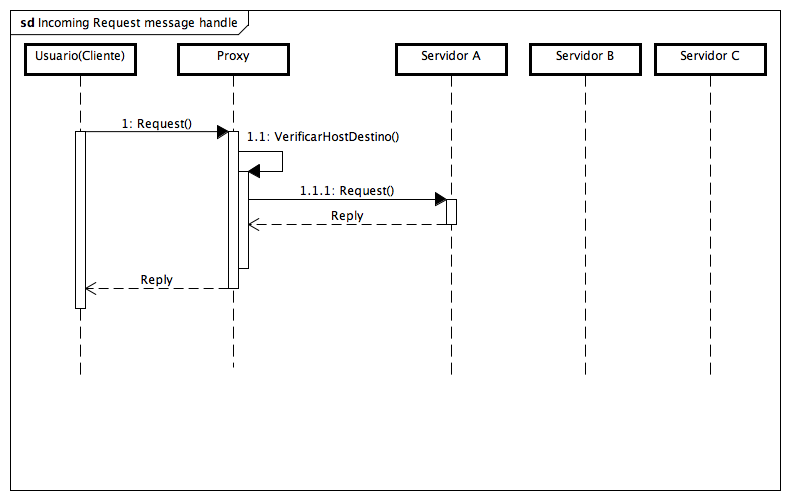 sd Incoming Request message handle
Usuario(Cliente)
Proxy
Servidor A
Servidor B
Servidor C
1: Request()
1.1: VerificarHostDestino()
1.1.1: Request()
Reply
Reply